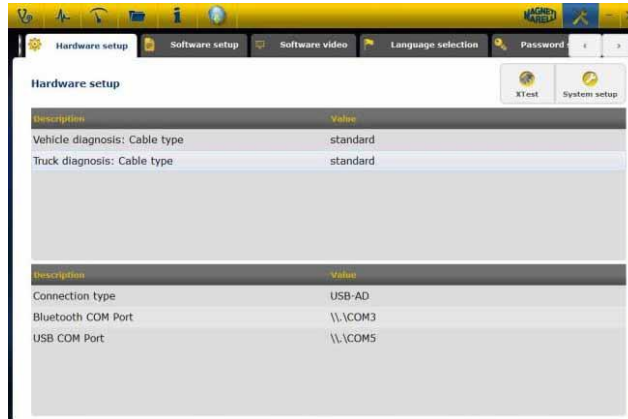 MAGNETI
MARELLI
Hardware setup
Software setup
Software video
Language selection
Password
Hardware setup
XTest
System setup
Description Value
Vehicle diagnosis: Cable type standard
Truck diagnosis: Cable type standard
Description Value
Connection type USB-AD
Bluetooth COM Port \\.\COM3
USB COM Port \\.\COM5